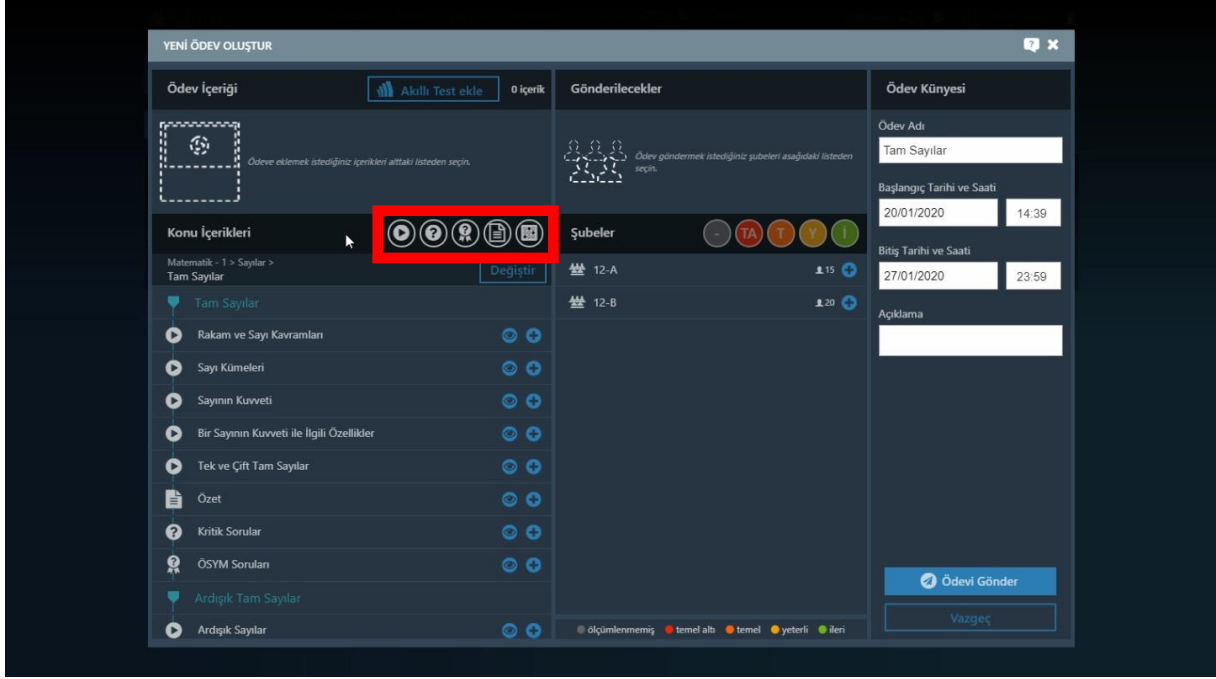 YENİ ÖDEV OLUŞTUR
Ödev İçeriği
Akıllı Test ekle
0 içerik
Ödeve eklemek istediğiniz içerikleri alttaki listeden seçin.
Konu İçerikleri
Matematik - 1 > Sayılar >
Tam Sayılar
Değiştir
Tam Sayılar
Rakam ve Sayı Kavramları
Sayı Kümeleri
Sayının Kuvveti
Bir Sayının Kuvveti ile İlgili Özellikler
Tek ve Çift Tam Sayılar
Özet
Kritik Sorular
ÖSYM Soruları
Ardışık Tam Sayılar
Ardışık Sayılar
Gönderilecekler
Ödev göndermek istediğiniz şubeleri aşağıdaki listeden
seçin.
Şubeler
- TA T Y İ
12-A 15
12-B 20
ölçümlenmemiş temel altı temel yeterli ileri
Ödev Künyesi
Ödev Adı
Tam Sayılar
Başlangıç Tarihi ve Saati
20/01/2020 14:39
Bitiş Tarihi ve Saati
27/01/2020 23:59
Açıklama
Ödevi Gönder
Vazgeç